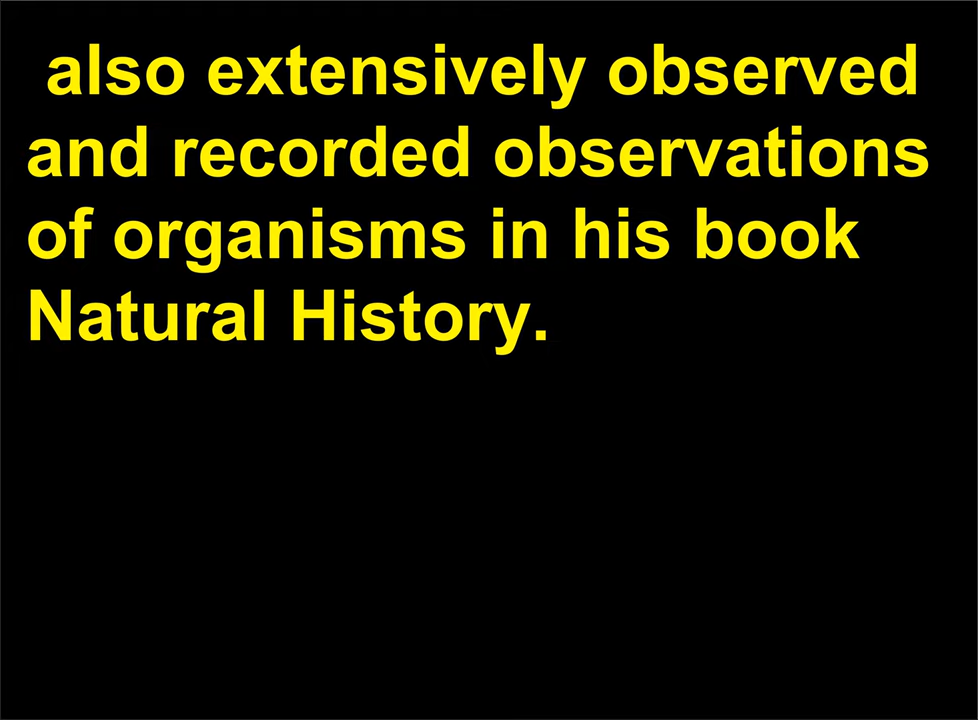 also extensively observed
and recorded observations
of organisms in his book
Natural History.